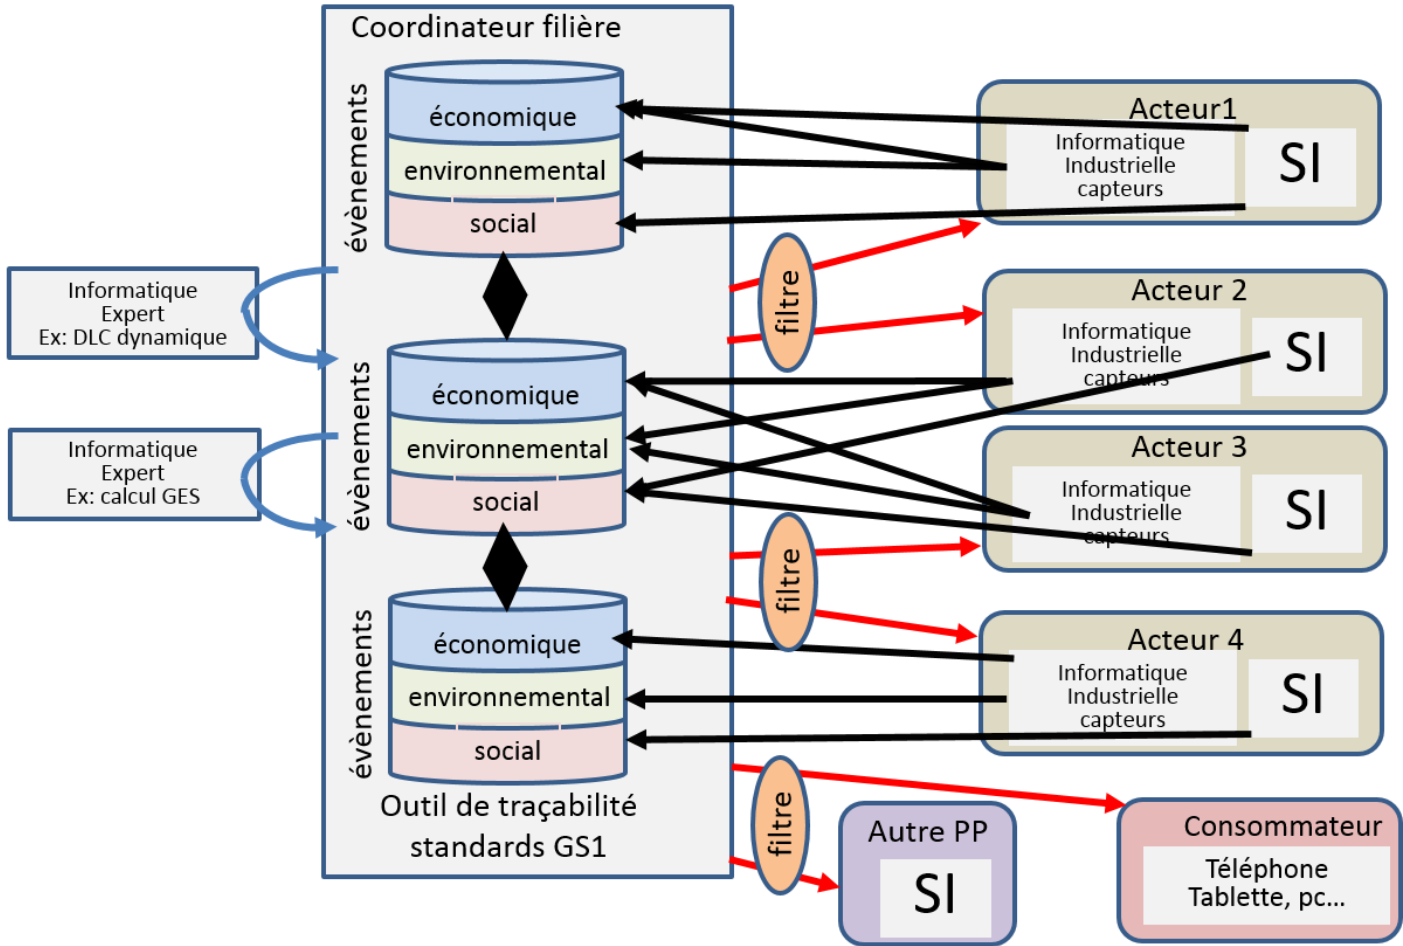 Coordinateur filière
évènements
économique
environnemental
social
Acteur1
Informatique
Industrielle
capteurs
SI
filtre
Informatique
Expert
Ex: DLC dynamique
Acteur 2
Informatique
Industrielle
capteurs
SI
évènements
économique
environnemental
social
Informatique
Expert
Ex: calcul GES
Acteur 3
Informatique
Industrielle
capteurs
SI
filtre
évènements
économique
environnemental
social
Acteur 4
Informatique
Industrielle
capteurs
SI
Outil de traçabilité
standards GS1
filtre
Autre PP
SI
Consommateur
Téléphone
Tablette, pc...